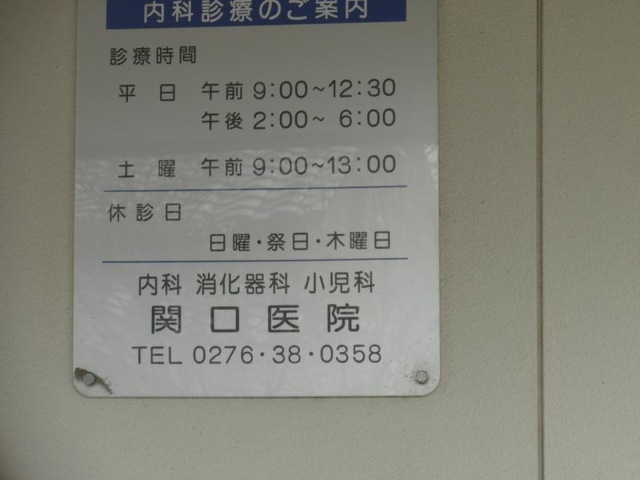 内科診療のご案内
診療時間
平 日 午前 9:00~12:30
午後 2:00~ 6:00
土 曜 午前 9:00~13:00
休診日
日曜・祭日・木曜日
内科 消化器科 小児科
関口医院
TEL 0276・38・0358